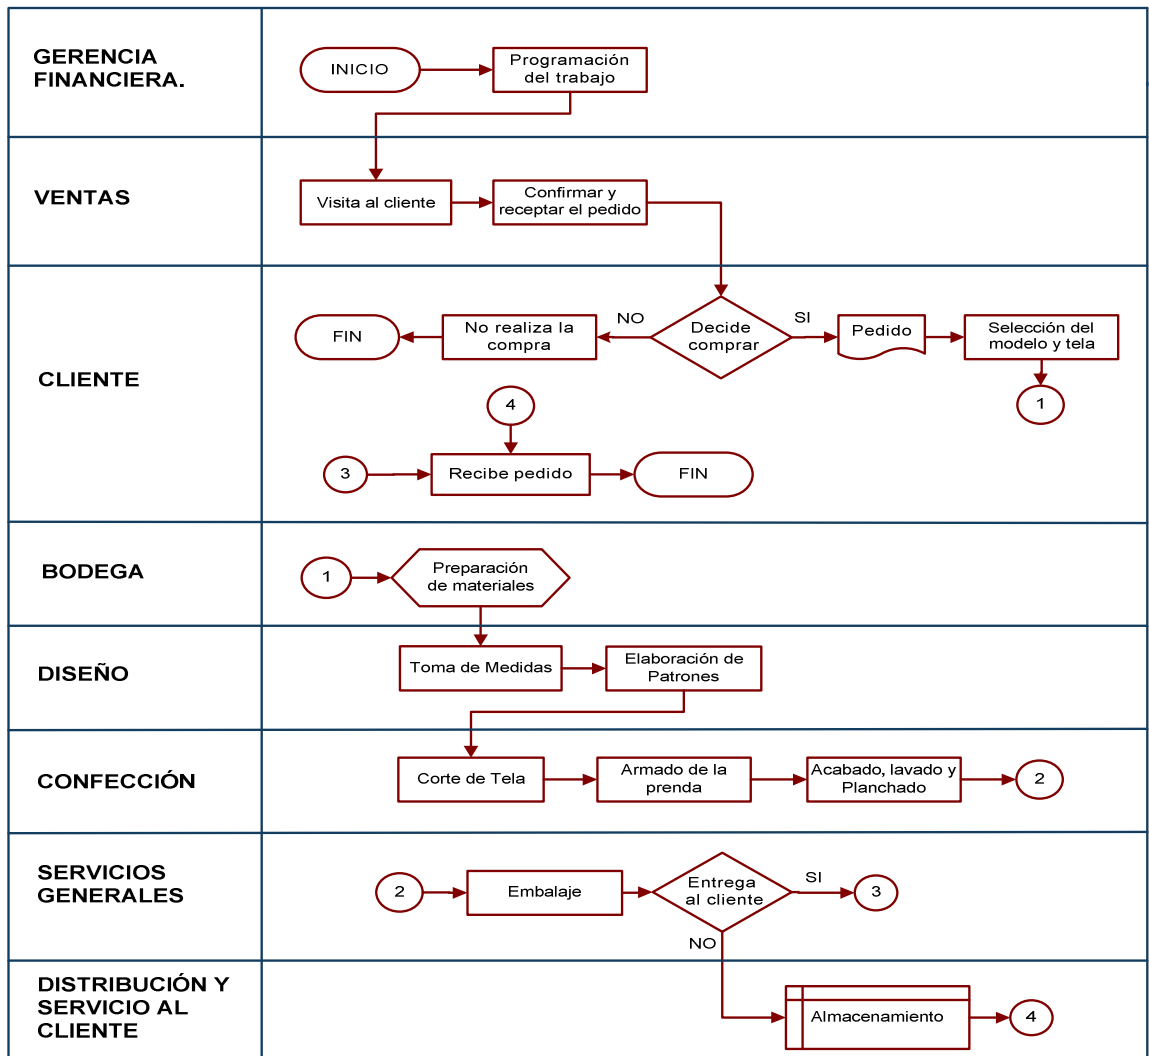 GERENCIA
FINANCIERA.
INICIO
Programación
del trabajo
VENTAS
Visita al cliente
Confirmar y
receptar el pedido
CLIENTE
FIN
No realiza la
compra
NO
Decide
comprar
SI
Pedido
Selección del
modelo y tela
1
4
3
Recibe pedido
FIN
BODEGA
1
Preparación
de materiales
DISEÑO
Toma de Medidas
Elaboración de
Patrones
CONFECCIÓN
Corte de Tela
Armado de la
prenda
Acabado, lavado y
Planchado
2
SERVICIOS
GENERALES
2
Embalaje
Entrega
al cliente
SI
3
NO
DISTRIBUCIÓN Y
SERVICIO AL
CLIENTE
Almacenamiento
4